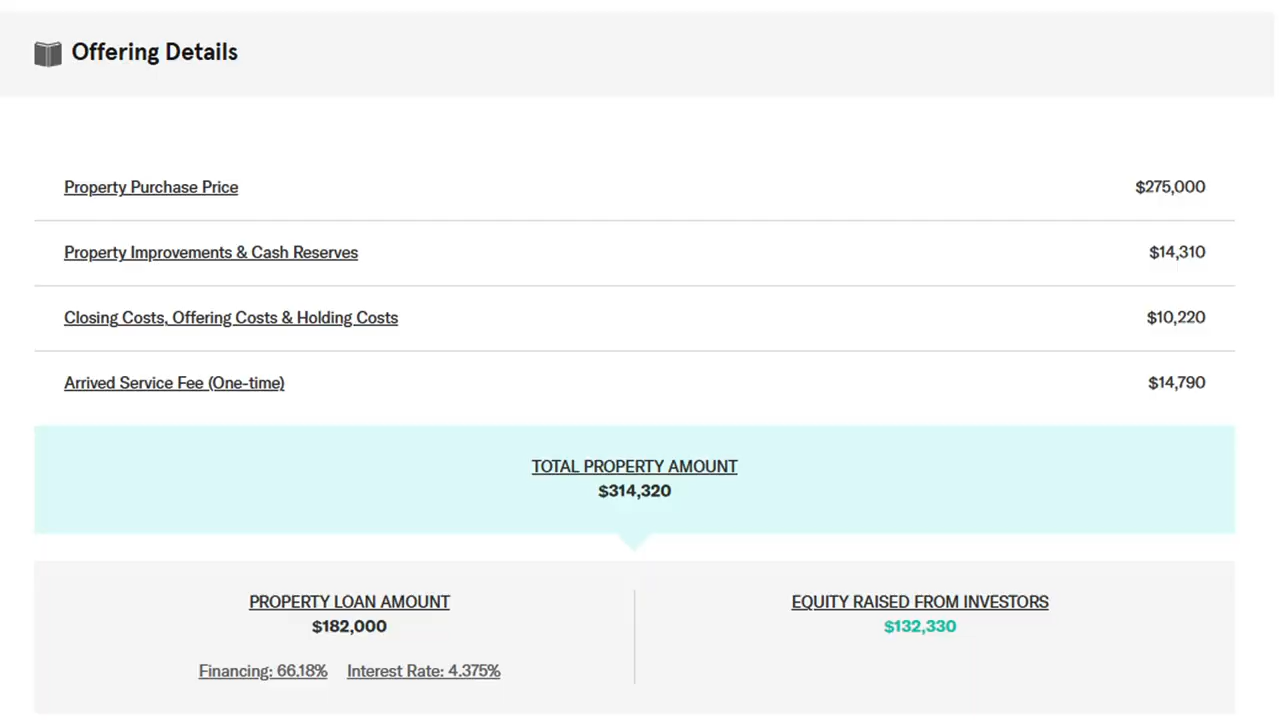 Offering Details
Property Purchase Price $275,000
Property Improvements & Cash Reserves $14,310
Closing Costs, Offering Costs & Holding Costs $10,220
Arrived Service Fee (One-time) $14,790
TOTAL PROPERTY AMOUNT
$314,320
PROPERTY LOAN AMOUNT
$182,000
Financing: 66.18% Interest Rate: 4.375%
EQUITY RAISED FROM INVESTORS
$132,330